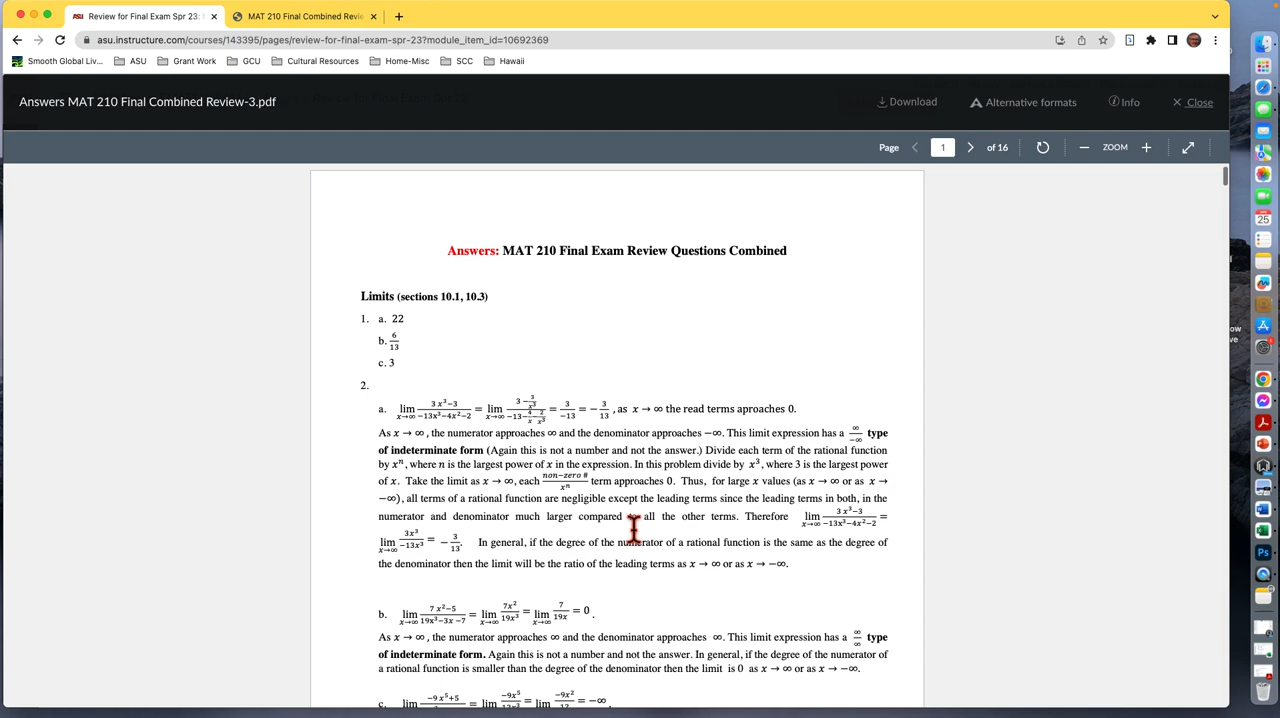 ASU Review for Final Exam Spr 23:
MAT 210 Final Combined Revie
asu.instructure.com/courses/143395/pages/review-for-final-exam-spr-23?module_item_id=10692369
Smooth Global Liv... ASU Grant Work GCU Cultural Resources Home-Misc SCC Hawaii
Answers MAT 210 Final Combined Review-3.pdf
Download Alternative formats Info Close
Page 1 of 16 ZOOM
Answers: MAT 210 Final Exam Review Questions Combined
Limits (sections 10.1, 10.3)
1. a. 22
b. 6/13
c. 3
2.
a. lim x→∞ (3x³−3)/(−13x³−4x²−2) = lim x→∞ (3−3/x³)/(−13−4/x−2/x³) = 3/−13 = −3/13, as x → ∞ the read terms aproaches 0.
As x → ∞, the numerator approaches ∞ and the denominator approaches −∞. This limit expression has a ∞/−∞ type
of indeterminate form (Again this is not a number and not the answer.) Divide each term of the rational function
by xⁿ, where n is the largest power of x in the expression. In this problem divide by x³, where 3 is the largest power
of x. Take the limit as x → ∞, each non−zero #/xⁿ term approaches 0. Thus, for large x values (as x → ∞ or as x →
−∞), all terms of a rational function are negligible except the leading terms since the leading terms in both, in the
numerator and denominator much larger compared to all the other terms. Therefore lim x→∞ (3x³−3)/(−13x³−4x²−2) =
lim x→∞ 3x³/−13x³ = −3/13. In general, if the degree of the numerator of a rational function is the same as the degree of
the denominator then the limit will be the ratio of the leading terms as x → ∞ or as x → −∞.
b. lim x→∞ (7x²−5)/(19x³−3x−7) = lim x→∞ 7x²/19x³ = lim x→∞ 7/19x = 0.
As x → ∞, the numerator approaches ∞ and the denominator approaches ∞. This limit expression has a ∞/∞ type
of indeterminate form. Again this is not a number and not the answer. In general, if the degree of the numerator of
a rational function is smaller than the degree of the denominator then the limit is 0 as x → ∞ or as x → −∞.
c. lim −9x⁵+5 = lim −9x⁵ = lim −9x² = −∞
25